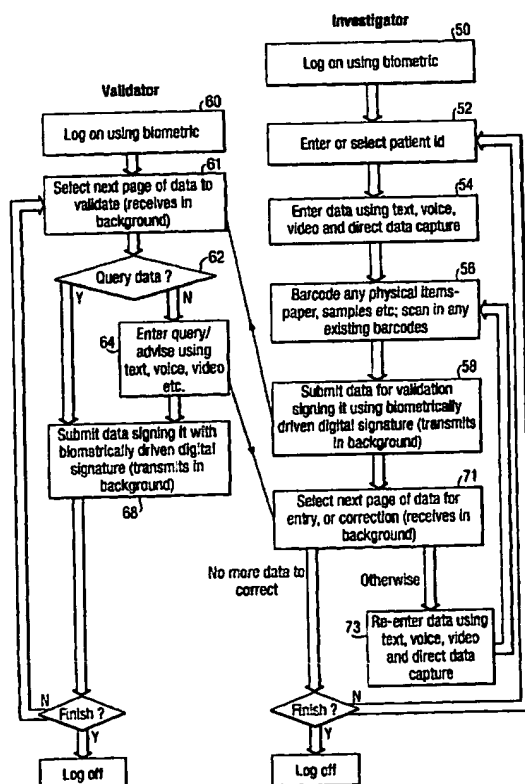 Validator
60
Log on using biometric
61
Select next page of data to
validate (receives in
background)
62
Query data ?
Y
N
64
Enter query/
advise using
text, voice,
video etc.
Submit data signing it with
biometrically driven digital
signature (transmits in
background)
68
N
Finish ?
Y
Log off
Investigator
50
Log on using biometric
52
Enter or select patient id
54
Enter data using text, voice,
video and direct data capture
56
Barcode any physical items-
paper, samples etc; scan in any
existing barcodes
58
Submit data for validation
signing it using biometrically
driven digital signature (transmits
in background)
71
Select next page of data for
entry, or correction (receives in
background)
No more data to
correct
Otherwise
73
Re-enter data using
text, voice, video
and direct data
capture
Finish ?
N
Y
Log off